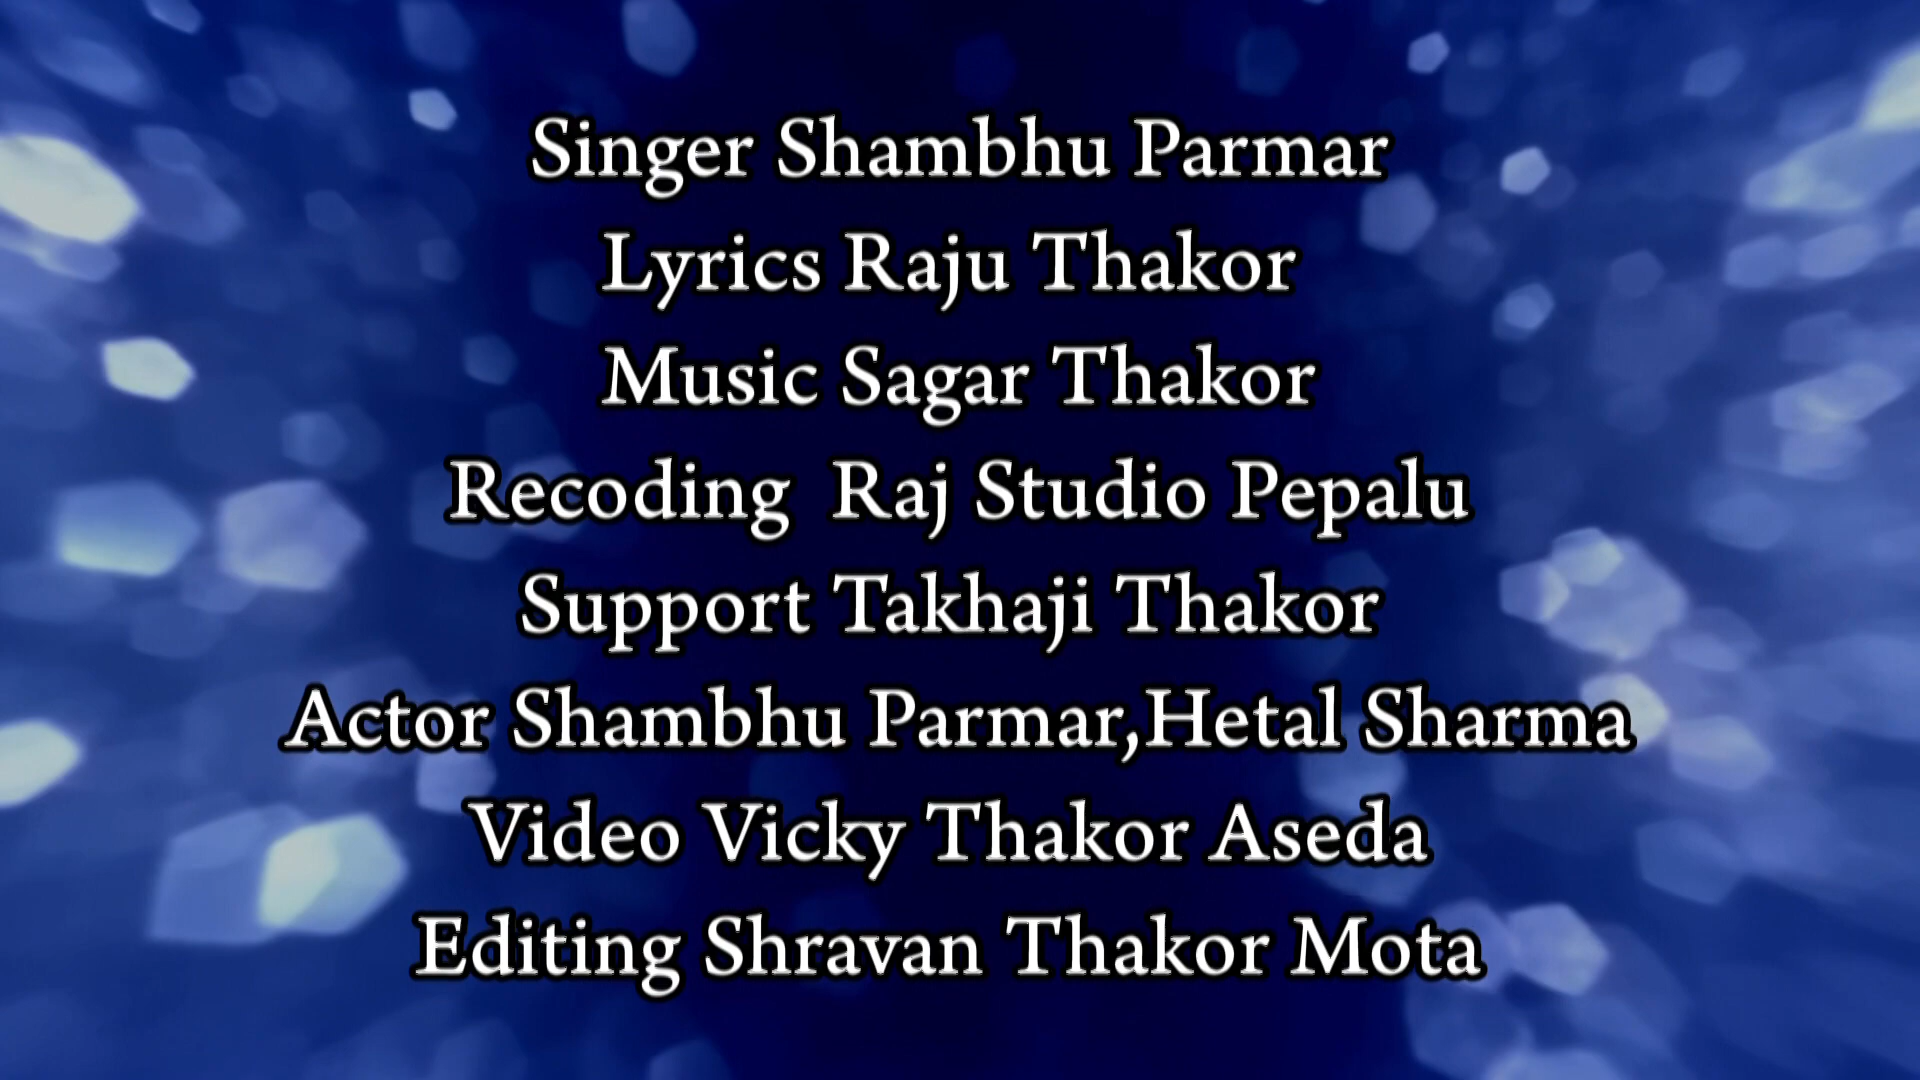 Singer Shambhu Parmar
Lyrics Raju Thakor
Music Sagar Thakor
Recoding  Raj Studio Pepalu
Support Takhaji Thakor
Actor Shambhu Parmar,Hetal Sharma
Video Vicky Thakor Aseda
Editing Shravan Thakor Mota